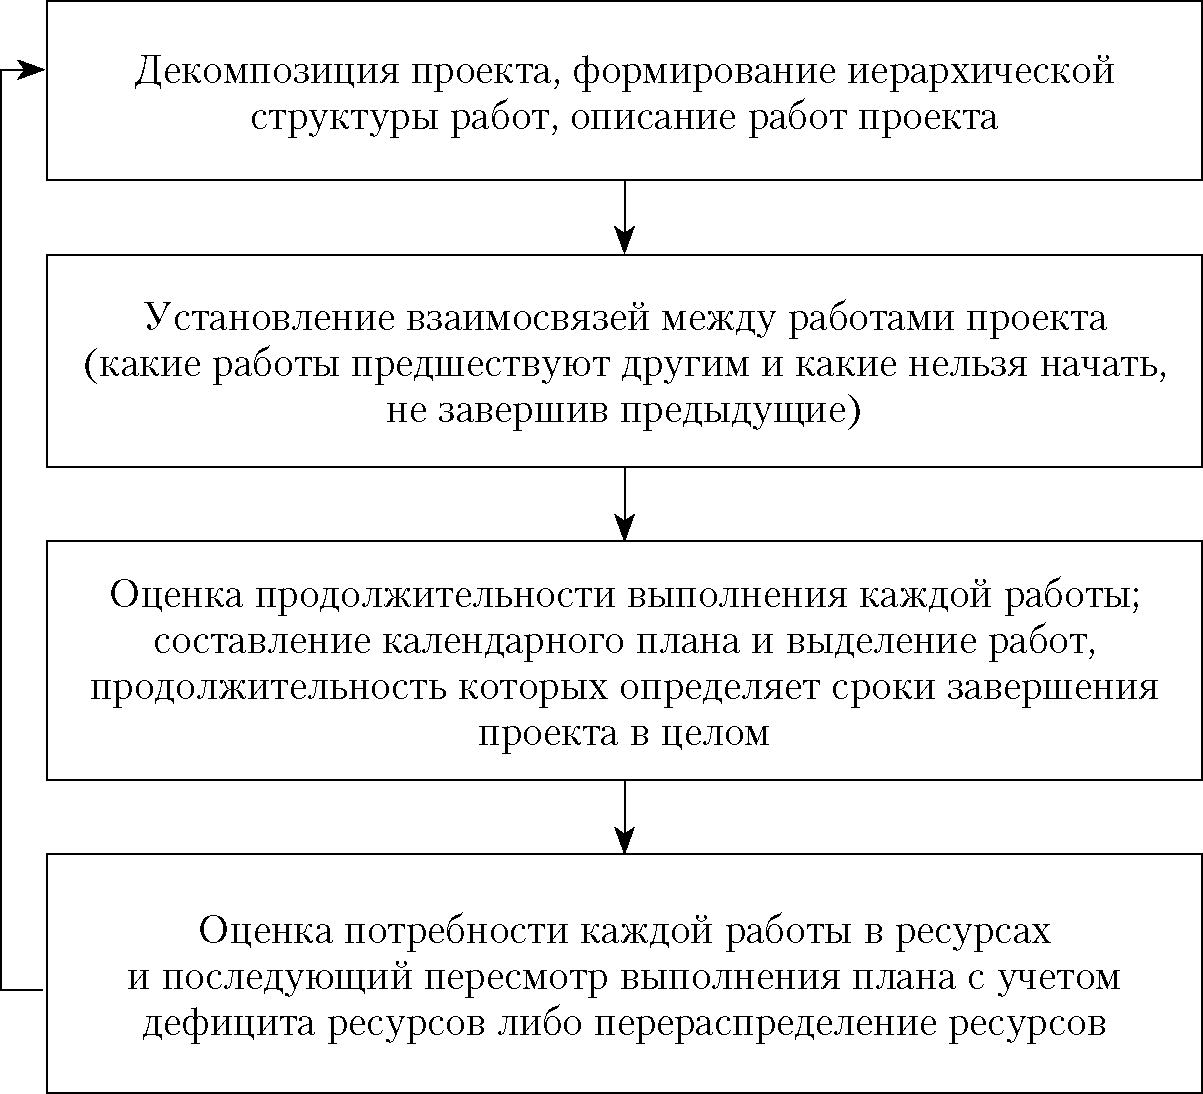 Декомпозиция проекта, формирование иерархической
структуры работ, описание работ проекта
Установление взаимосвязей между работами проекта
(какие работы предшествуют другим и какие нельзя начать,
не завершив предыдущие)
Оценка продолжительности выполнения каждой работы;
составление календарного плана и выделение работ,
продолжительность которых определяет сроки завершения
проекта в целом
Оценка потребности каждой работы в ресурсах
и последующий пересмотр выполнения плана с учетом
дефицита ресурсов либо перераспределение ресурсов